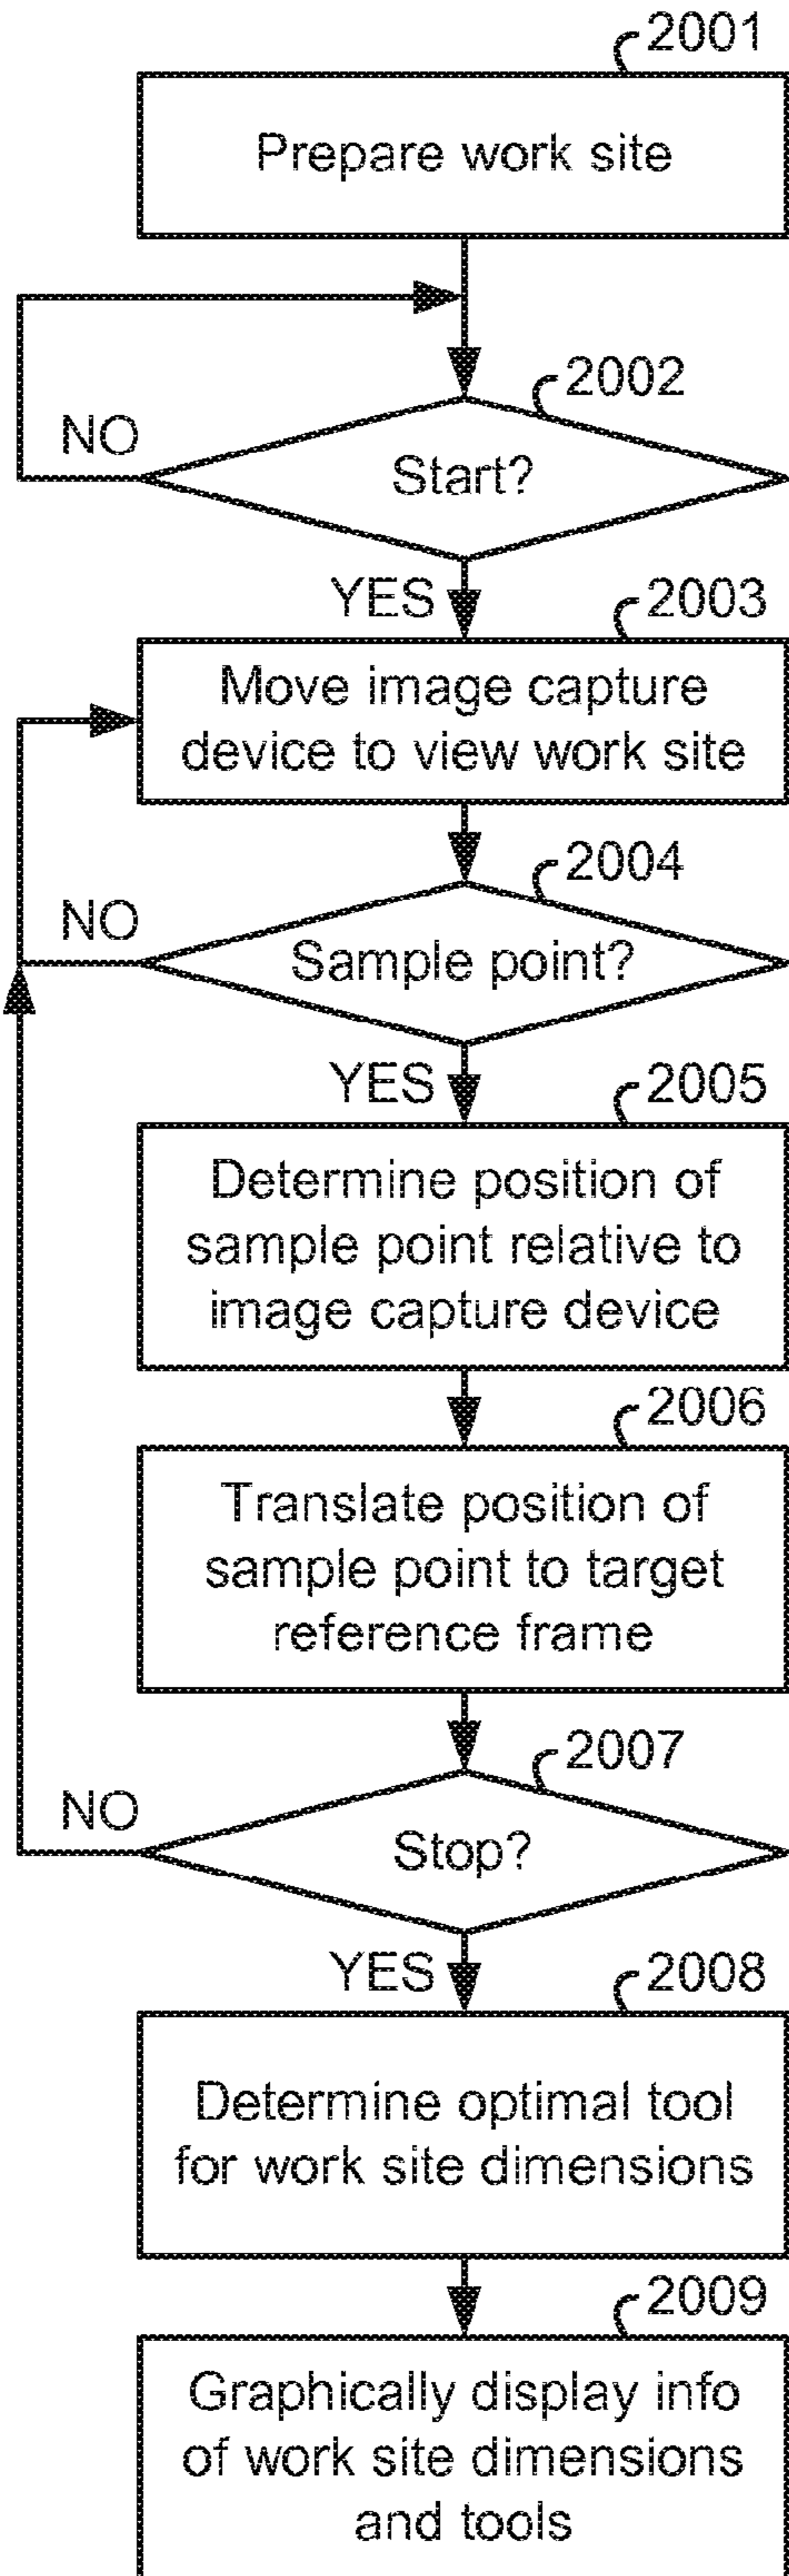 2001
Prepare work site
2002
NO
Start?
YES
2003
Move image capture
device to view work site
2004
NO
Sample point?
YES
2005
Determine position of
sample point relative to
image capture device
2006
Translate position of
sample point to target
reference frame
2007
NO
Stop?
YES
2008
Determine optimal tool
for work site dimensions
2009
Graphically display info
of work site dimensions
and tools